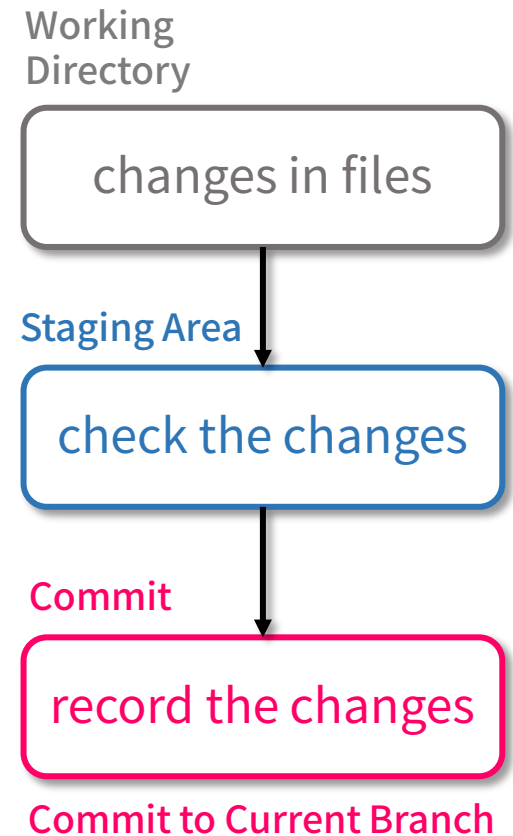 Working
Directory
changes in files
Staging Area
check the changes
Commit
record the changes
Commit to Current Branch